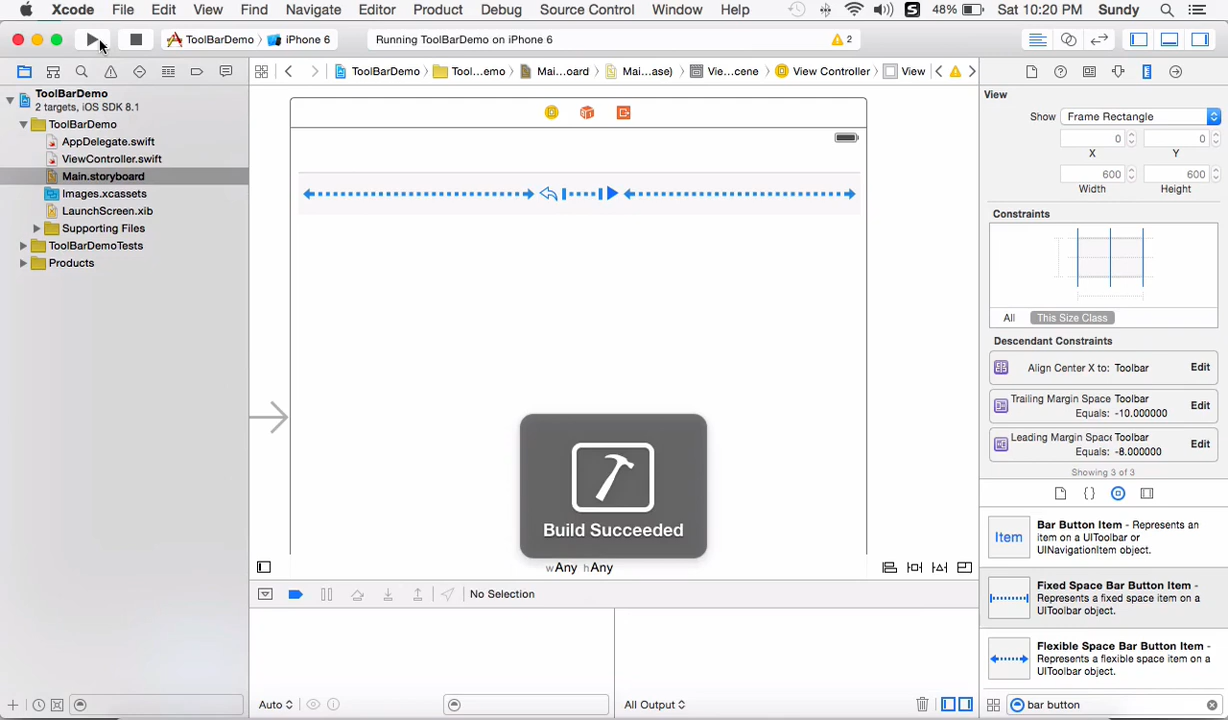 Xcode File Edit View Find Navigate Editor Product Debug Source Control Window Help 48% Sat 10:20 PM Sundy
ToolBarDemo iPhone 6 Running ToolBarDemo on iPhone 6 2
ToolBarDemo Tool...emo Mai...oard Mai...ase) Vie...cene View Controller View
ToolBarDemo
2 targets, iOS SDK 8.1
ToolBarDemo
AppDelegate.swift
ViewController.swift
Main.storyboard
Images.xcassets
LaunchScreen.xib
Supporting Files
ToolBarDemoTests
Products
Build Succeeded
wAny hAny
No Selection
Auto
All Output
View
Show Frame Rectangle
0 0
X Y
600 600
Width Height
Constraints
All This Size Class
Descendant Constraints
Align Center X to: Toolbar Edit
Trailing Margin Space Toolbar
Equals: -10.000000 Edit
Leading Margin Space Toolbar
Equals: -8.000000 Edit
Showing 3 of 3
Item
Bar Button Item - Represents an
item on a UIToolbar or
UINavigationItem object.
Fixed Space Bar Button Item -
Represents a fixed space item on a
UIToolbar object.
Flexible Space Bar Button Item -
Represents a flexible space item on a
UIToolbar object.
bar button